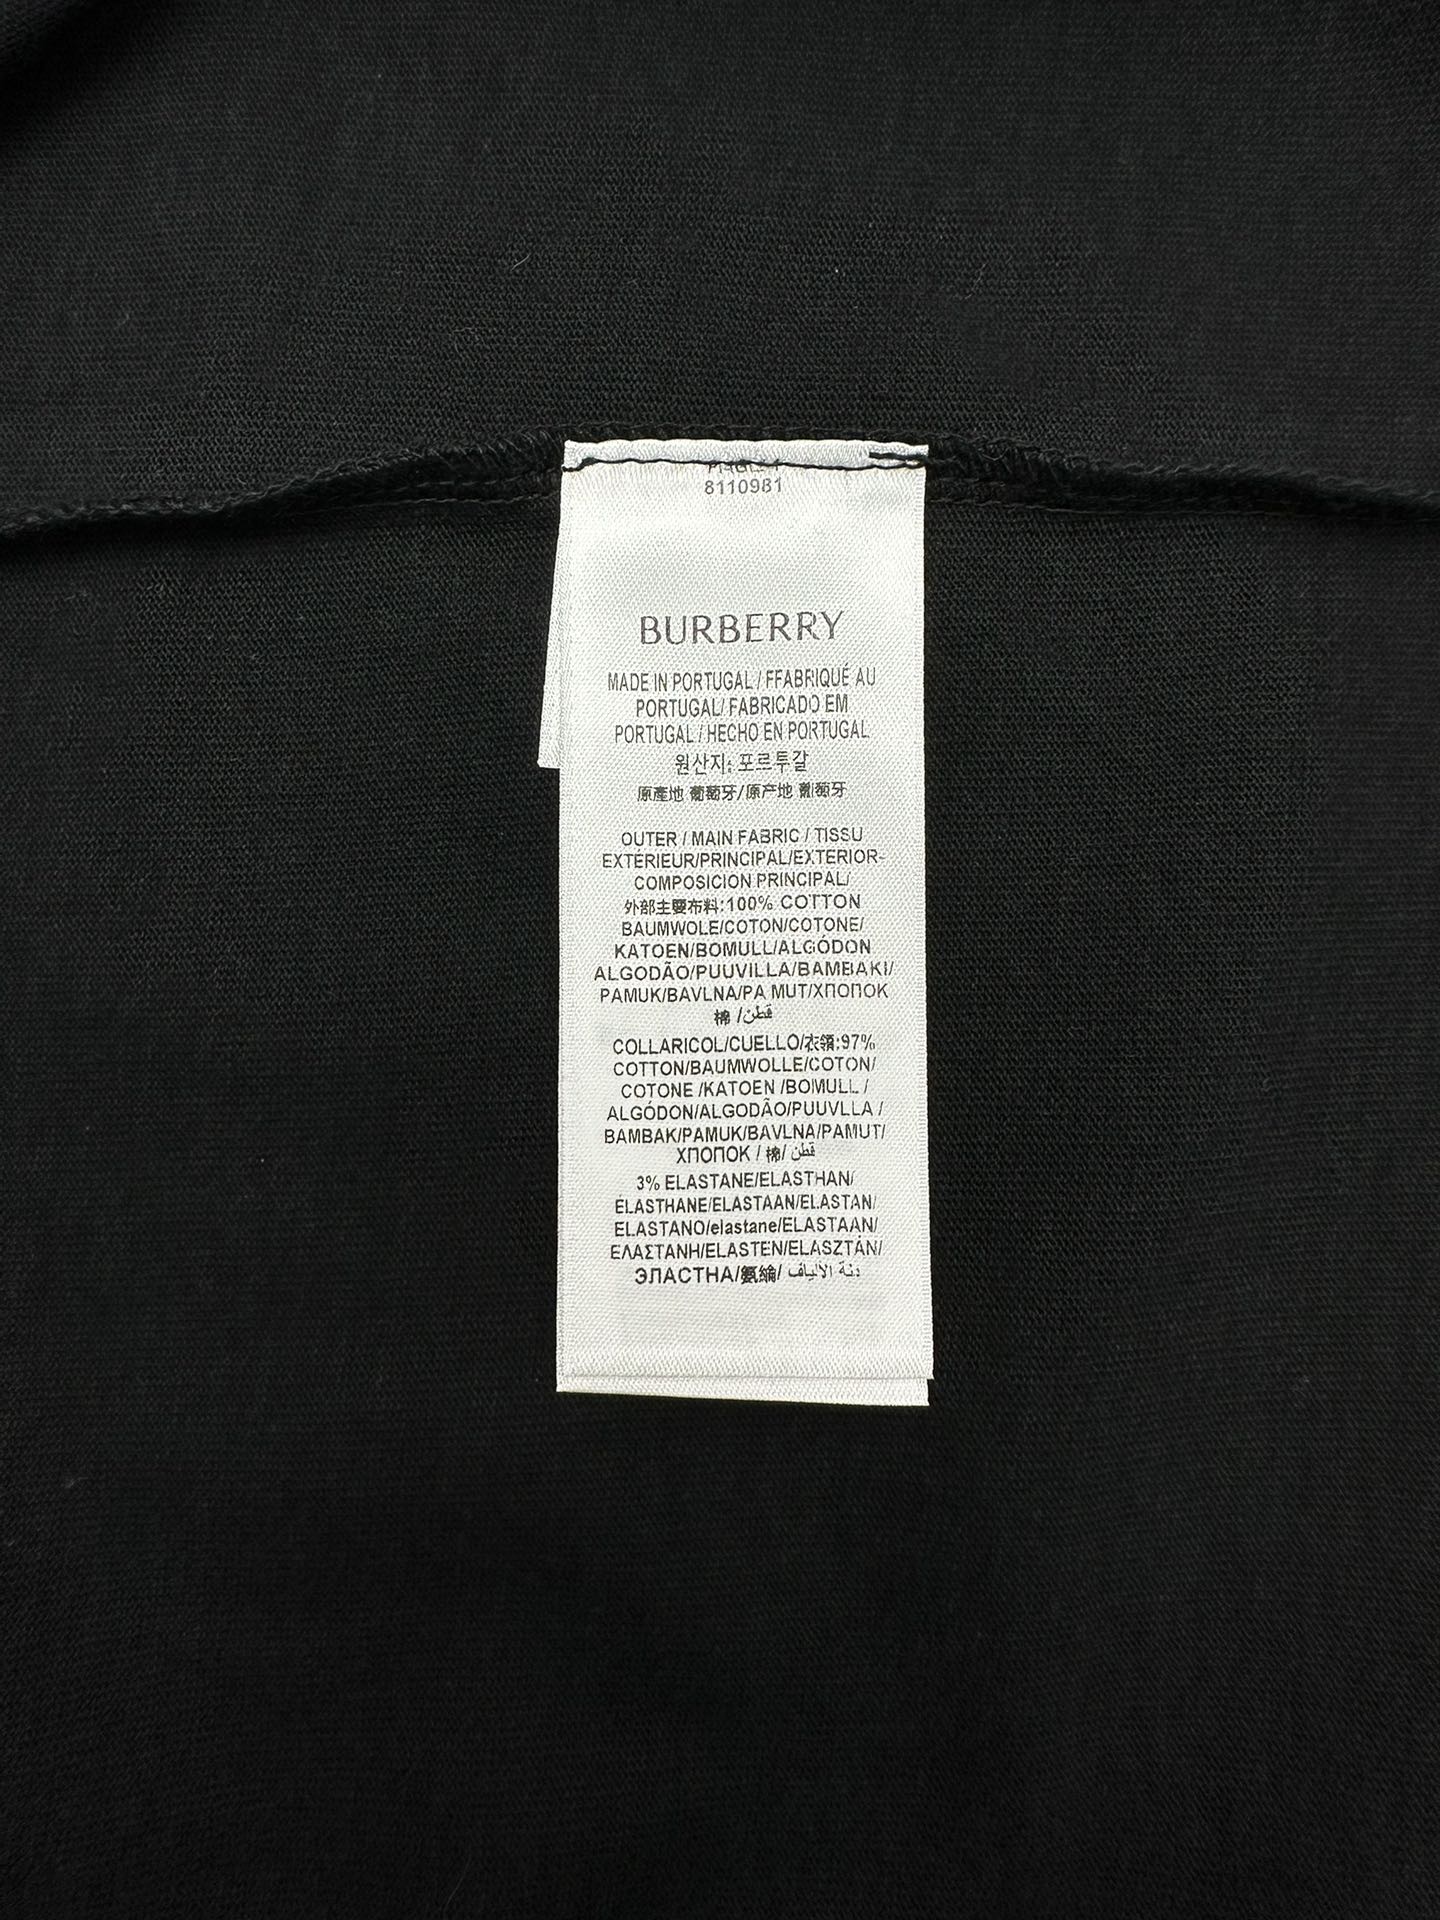 8110981
BURBERRY
MADE IN PORTUGAL / FFABRIQUÉ AU
PORTUGAL/ FABRICADO EM
PORTUGAL / HECHO EN PORTUGAL
원산지: 포르투갈
原產地 葡萄牙/原产地 葡萄牙
OUTER / MAIN FABRIC / TISSU
EXTÉRIEUR/PRINCIPAL/EXTERIOR-
COMPOSICION PRINCIPAL/
外部主要布料:100% COTTON
BAUMWOLE/COTON/COTONE/
KATOEN/BOMULL/ALGÓDON
ALGODÃO/PUUVILLA/BAMBAKI/
PAMUK/BAVLNA/PA MUT/ХПОПОК
棉 /قطن/
COLLARICOL/CUELLO/衣領:97%
COTTON/BAUMWOLLE/COTON/
COTONE /KATOEN /BOMULL /
ALGÓDON/ALGODÃO/PUUVLLA /
BAMBAK/PAMUK/BAVLNA/PAMUT/
ХПОПОК / 棉/ قطن
3% ELASTANE/ELASTHAN/
ÉLASTHANE/ELASTAAN/ELASTAN/
ELASTANO/elastane/ELASTAAN/
ΕΛΑΣΤΑΝΗ/ELASTEN/ELASZTÁN/
ЭЛАСТНА/氨綸/ دنة الألياف